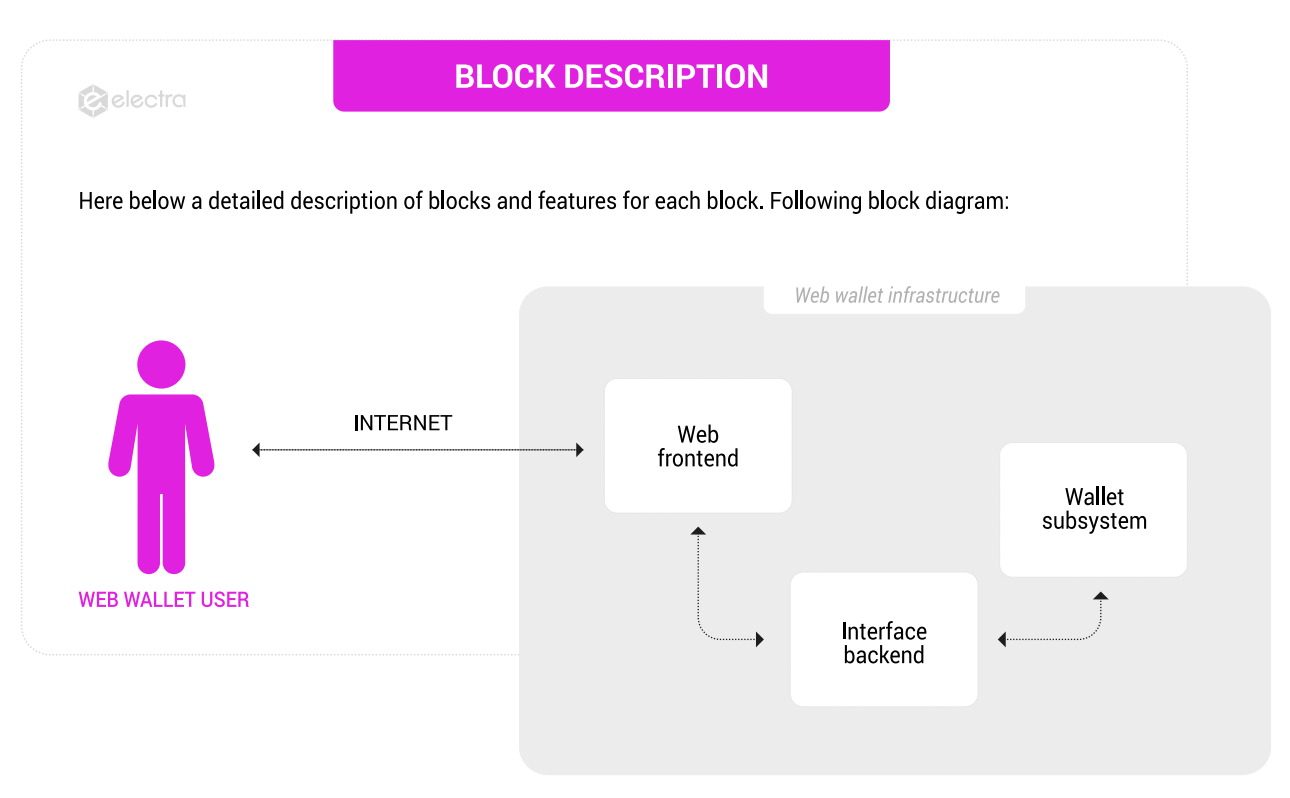 BLOCK DESCRIPTION
electra
Here below a detailed description of blocks and features for each block. Following block diagram:
Web wallet infrastructure
INTERNET
Web
frontend
Wallet
subsystem
WEB WALLET USER
Interface
backend